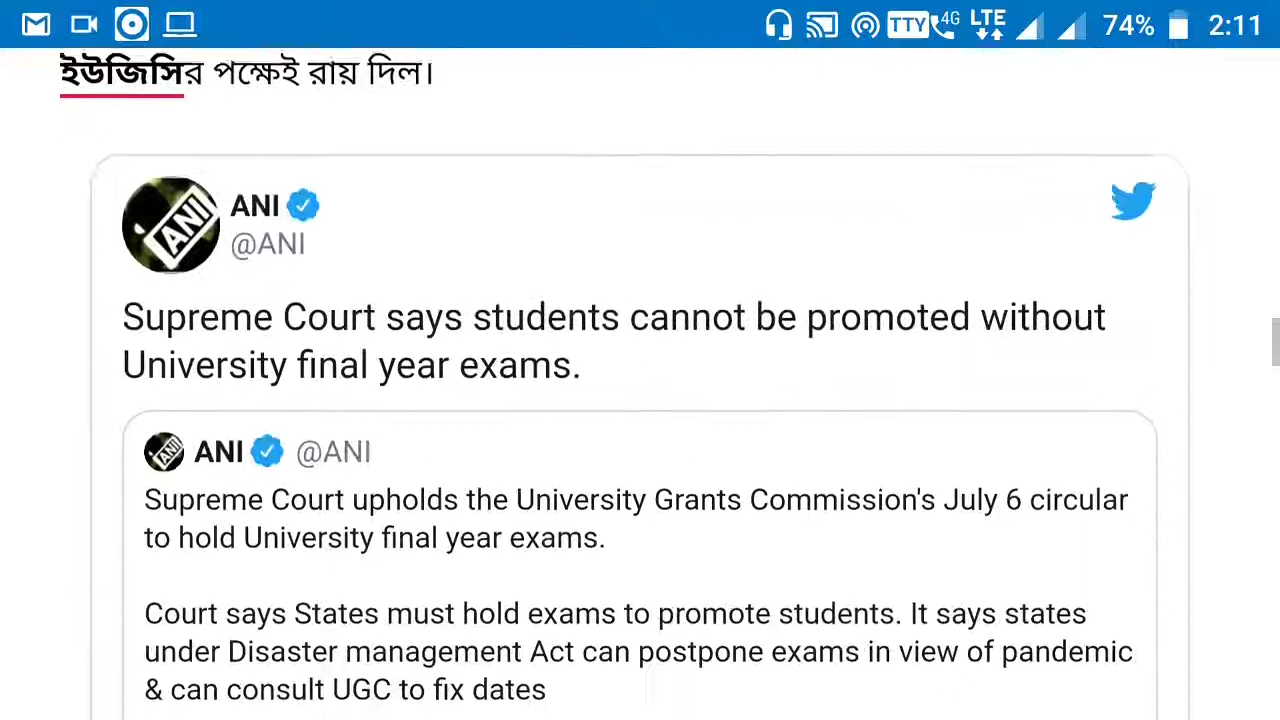 TTY 4G LTE 74% 2:11
ইউজিসির পক্ষেই রায় দিল।
ANI
@ANI
Supreme Court says students cannot be promoted without
University final year exams.
ANI @ANI
Supreme Court upholds the University Grants Commission's July 6 circular
to hold University final year exams.
Court says States must hold exams to promote students. It says states
under Disaster management Act can postpone exams in view of pandemic
& can consult UGC to fix dates